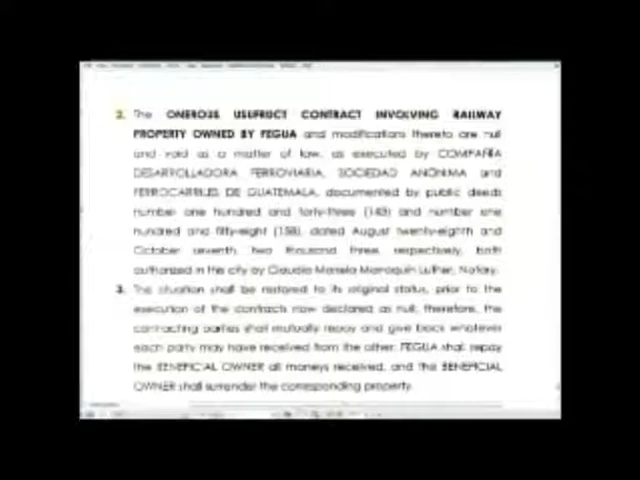 2. The ONEROUS USUFRUCT CONTRACT INVOLVING RAILWAY
PROPERTY OWNED BY FEGUA and modifications thereto are null
and void as a matter of law, as executed by COMPAÑÍA
DESARROLLADORA FERROVIARIA, SOCIEDAD ANÓNIMA and
FERROCARRILES DE GUATEMALA, documented by public deeds
number one hundred and forty-three (143) and number one
hundred and fifty-eight (158), dated August twenty-eighth and
October seventh, two thousand three, respectively, both
authorized in this city by Claudia Mariela Marroquín Luther, Notary.
3. The situation shall be restored to its original status, prior to the
execution of the contracts now declared as null, therefore, the
contracting parties shall mutually repay and give back whatever
each party may have received from the other: FEGUA shall repay
the BENEFICIAL OWNER all moneys received, and the BENEFICIAL
OWNER shall surrender the corresponding property.